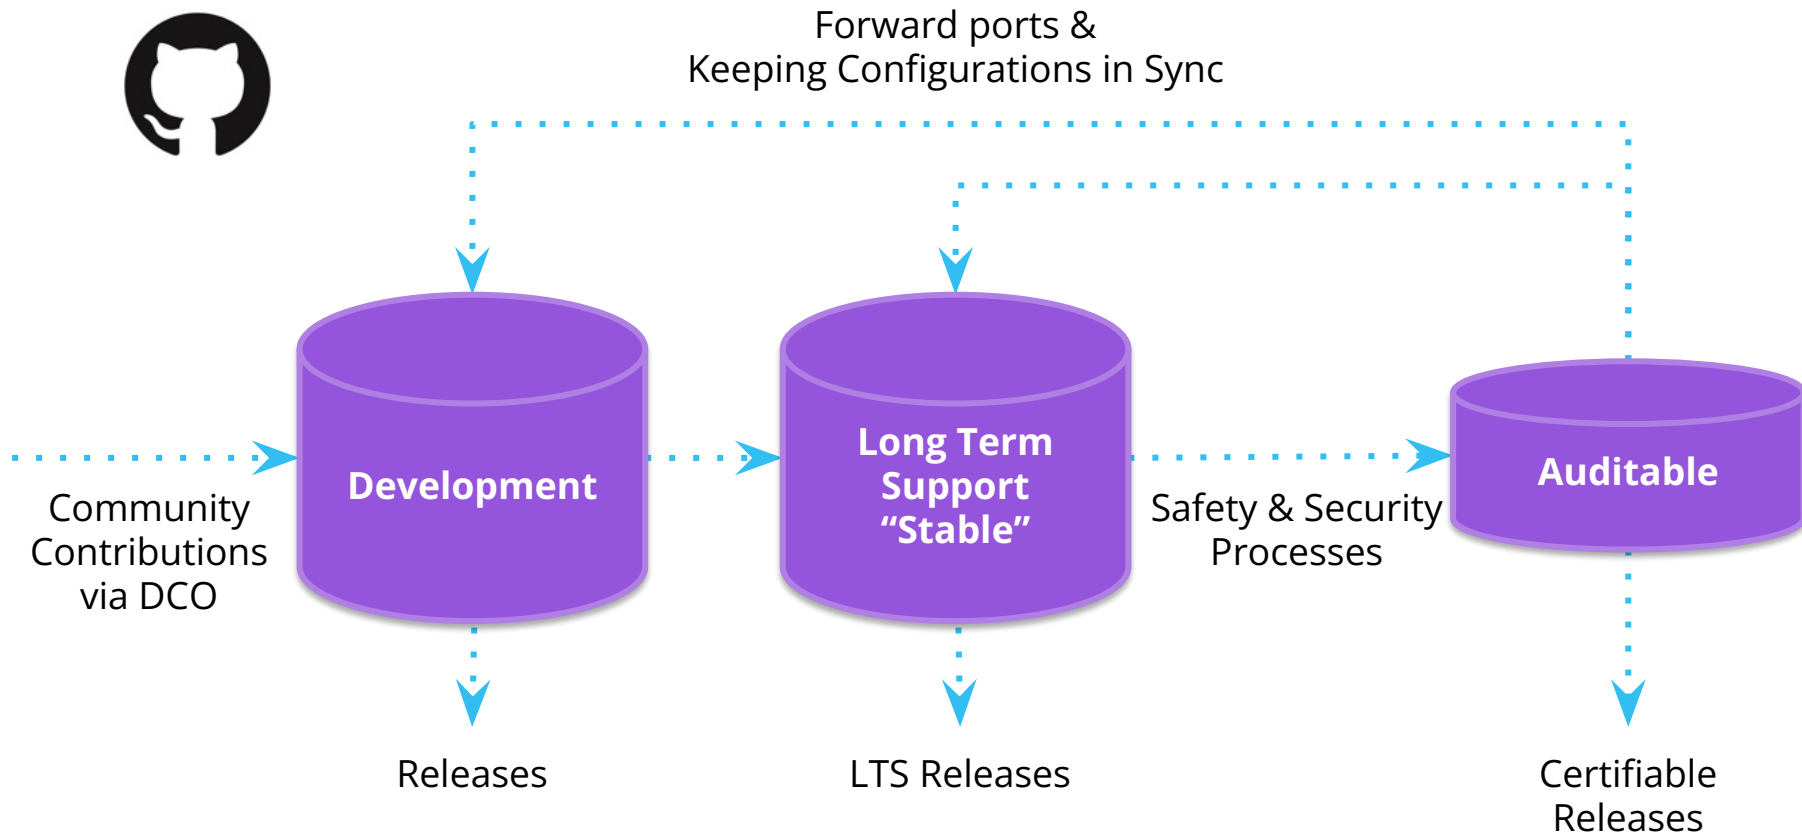 Forward ports &
Keeping Configurations in Sync
Development
Long Term
Support
“Stable”
Auditable
Community
Contributions
via DCO
Safety & Security
Processes
Releases
LTS Releases
Certifiable
Releases